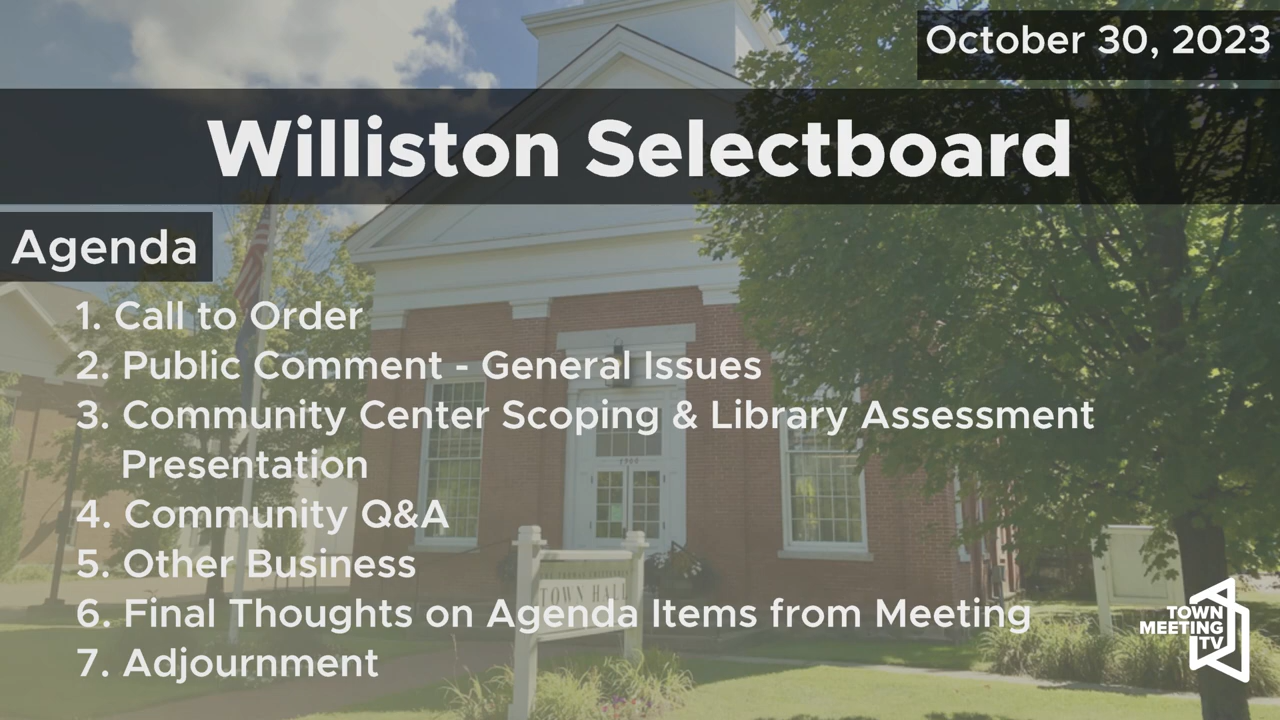 October 30, 2023
Williston Selectboard
Agenda
1. Call to Order
2. Public Comment - General Issues
3. Community Center Scoping & Library Assessment
Presentation
4. Community Q&A
5. Other Business
6. Final Thoughts on Agenda Items from Meeting
7. Adjournment
TOWN HALL
TOWN
MEETING
TV